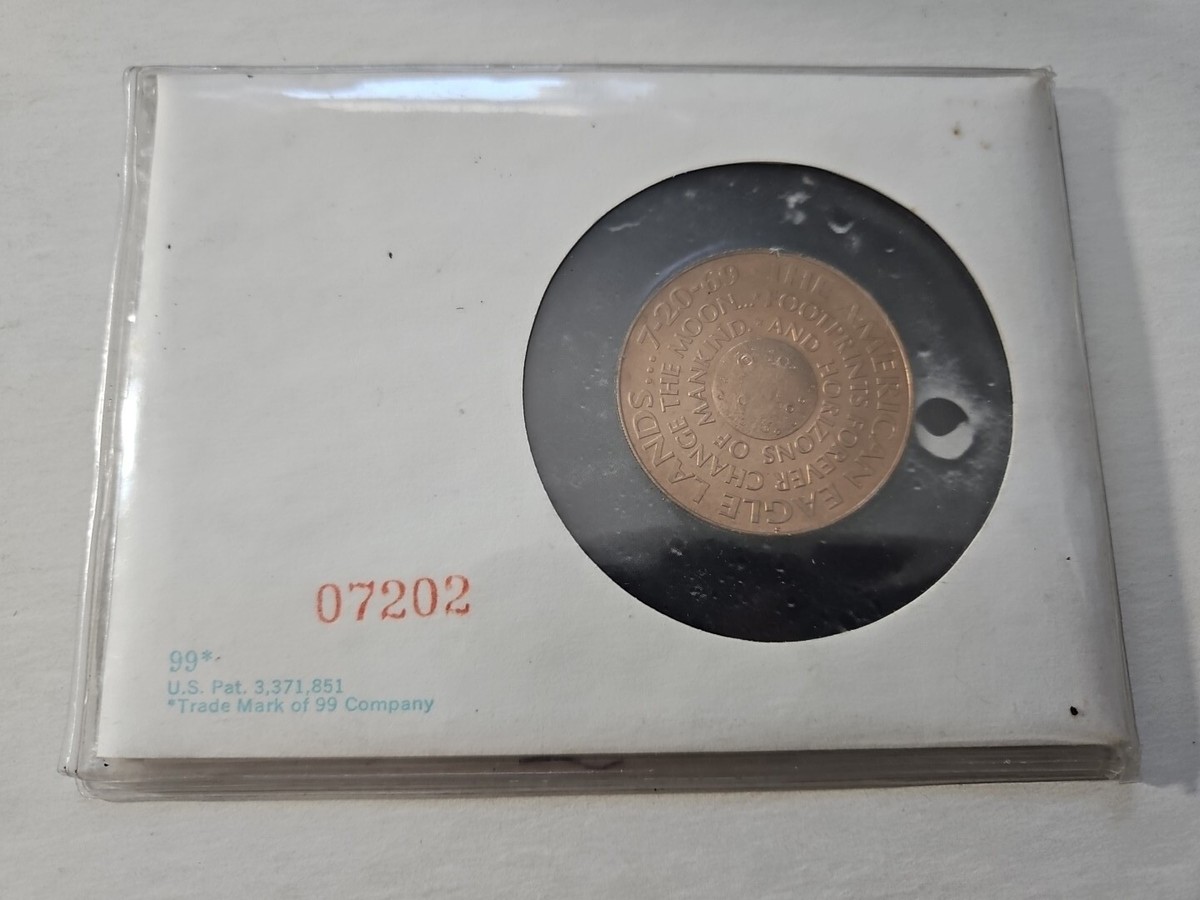 THE AMERICAN EAGLE LANDS...7-20-69
FOOTPRINTS FOREVER CHANGE THE MOON...
AND HORIZONS OF MANKIND.
07202
99*
U.S. Pat. 3,371,851
*Trade Mark of 99 Company